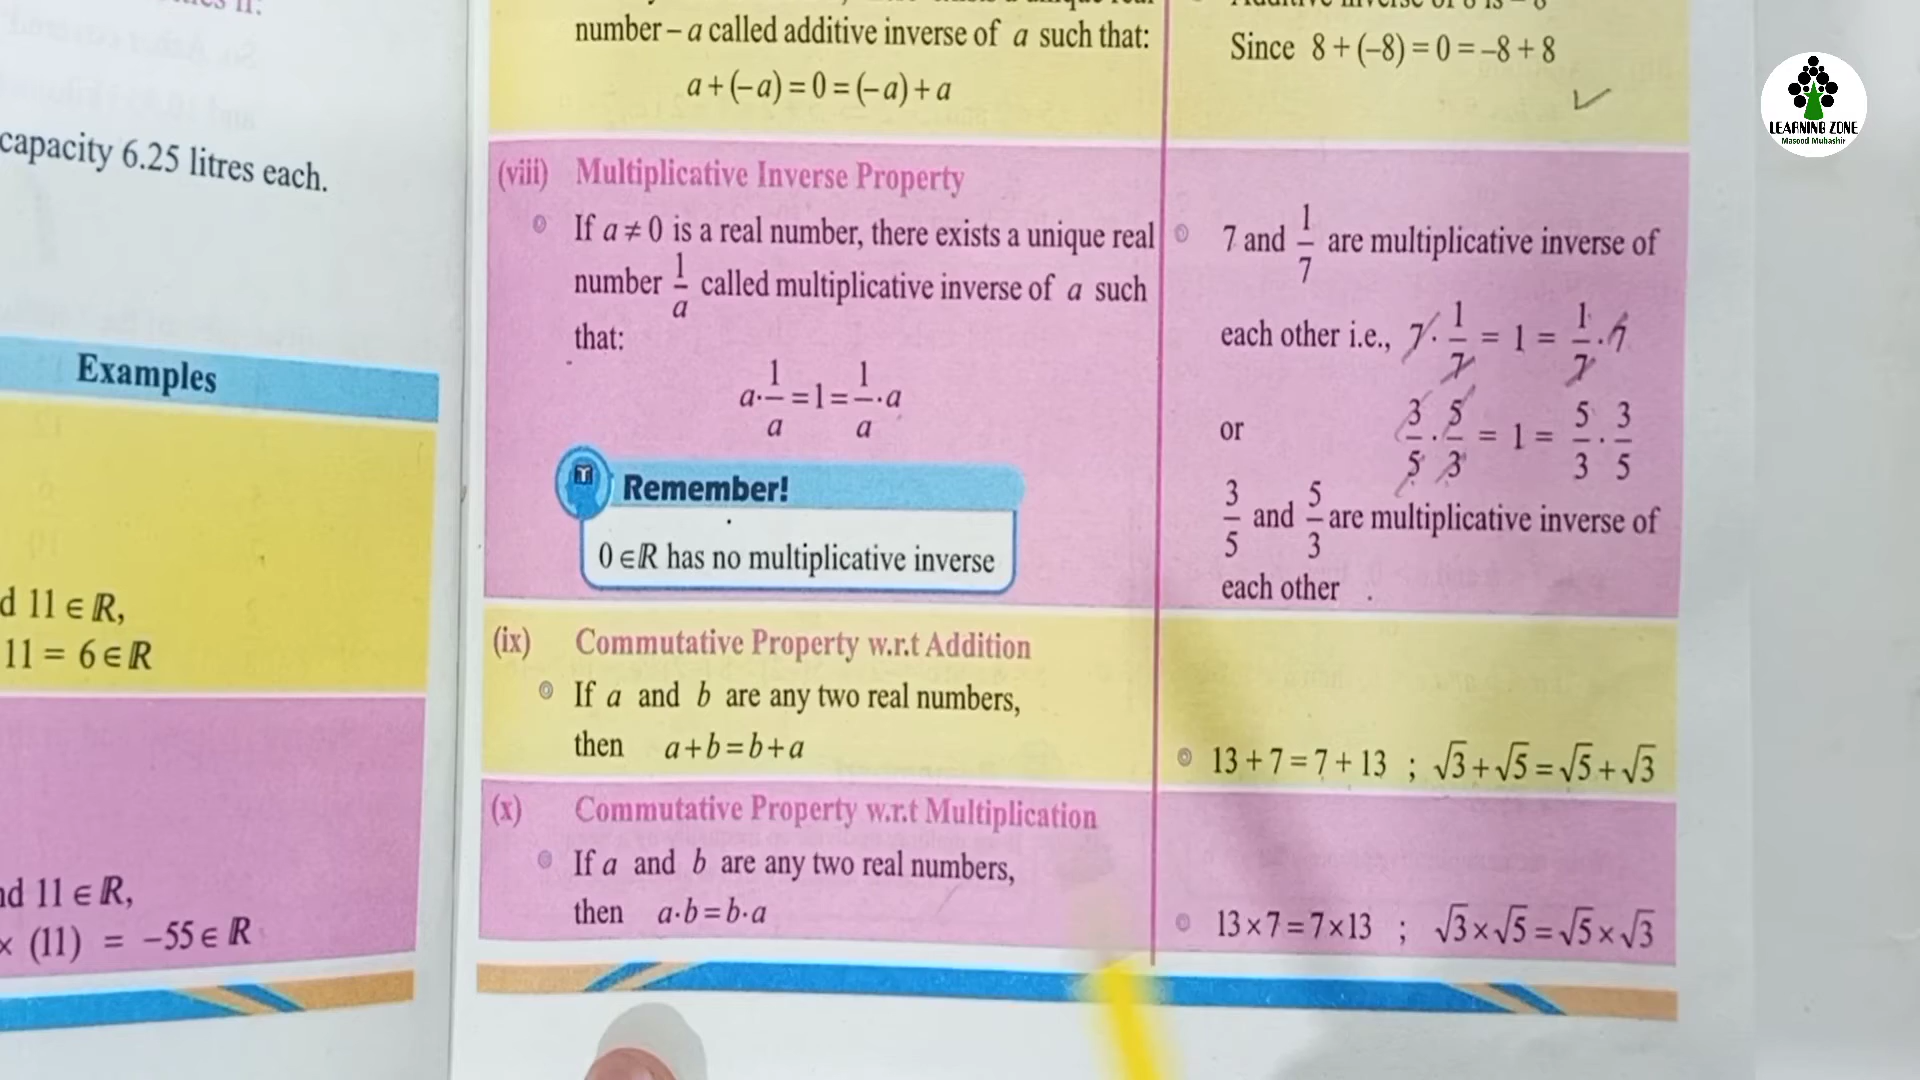 capacity 6.25 litres each.
Examples
11 ∈ ℝ,
11 = 6 ∈ ℝ
11 ∈ ℝ,
× (11) = −55 ∈ ℝ
number − a called additive inverse of a such that:
a + (−a) = 0 = (−a) + a
Since 8 + (−8) = 0 = −8 + 8
(viii) Multiplicative Inverse Property
If a ≠ 0 is a real number, there exists a unique real
number 1/a called multiplicative inverse of a such
that:
a · 1/a = 1 = 1/a · a
Remember!
0 ∈ ℝ has no multiplicative inverse
7 and 1/7 are multiplicative inverse of
each other i.e., 7 · 1/7 = 1 = 1/7 · 7
or 3/5 · 5/3 = 1 = 5/3 · 3/5
3/5 and 5/3 are multiplicative inverse of
each other
(ix) Commutative Property w.r.t Addition
If a and b are any two real numbers,
then a + b = b + a
13 + 7 = 7 + 13 ; √3 + √5 = √5 + √3
(x) Commutative Property w.r.t Multiplication
If a and b are any two real numbers,
then a · b = b · a
13 × 7 = 7 × 13 ; √3 × √5 = √5 × √3
LEARNING ZONE
Masood Mubashir